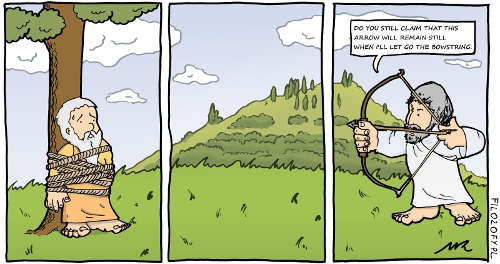 DO YOU STILL CLAIM THAT THIS
ARROW WILL REMAIN STILL
WHEN I'LL LET GO THE BOWSTRING.
FILOZOFY.PL